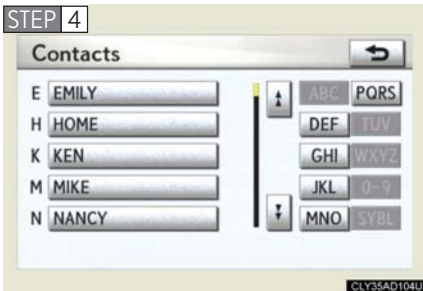 STEP 4
Contacts
E EMILY ABC PQRS
H HOME DEF TUV
K KEN GHI WXYZ
M MIKE JKL 0-9
N NANCY MNO SYBL
CLY35AD104U